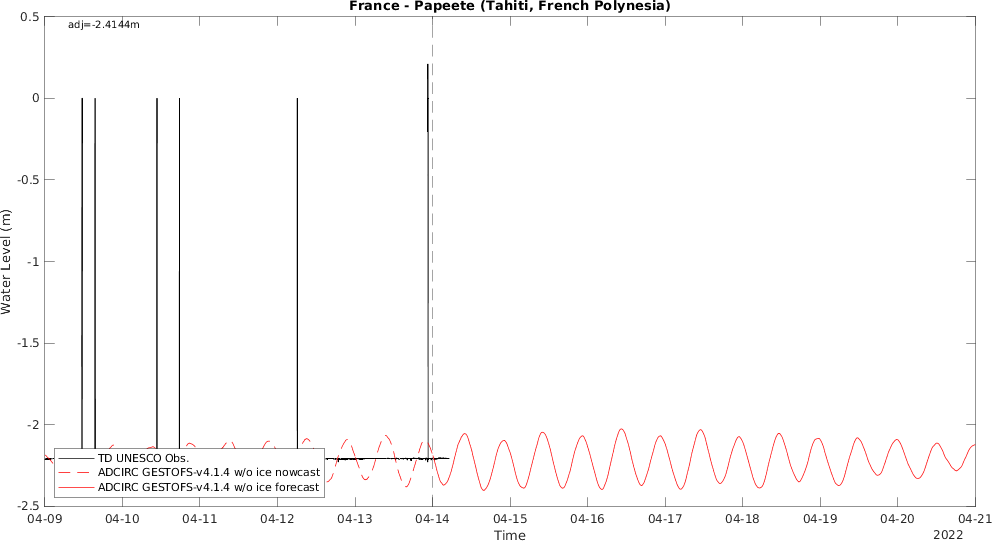 France - Papeete (Tahiti, French Polynesia)
adj=-2.4144m
0.5
0
-0.5
-1
-1.5
-2
-2.5
Water Level (m)
TD UNESCO Obs.
ADCIRC GESTOFS-v4.1.4 w/o ice nowcast
ADCIRC GESTOFS-v4.1.4 w/o ice forecast
04-09 04-10 04-11 04-12 04-13 04-14 04-15 04-16 04-17 04-18 04-19 04-20 04-21
Time
2022